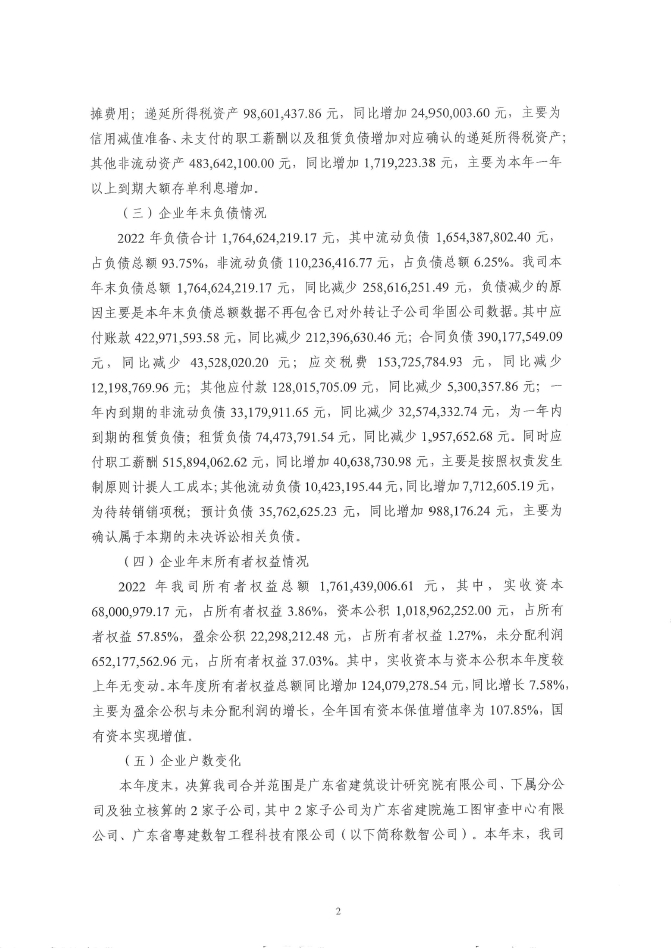 摊费用；递延所得税资产 98,601,437.86 元，同比增加 24,950,003.60 元，主要为
信用减值准备、未支付的职工薪酬以及租赁负债增加对应确认的递延所得税资产；
其他非流动资产 483,642,100.00 元，同比增加 1,719,223.38 元，主要为本年一年
以上到期大额存单利息增加。
（三）企业年末负债情况
2022 年负债合计 1,764,624,219.17 元，其中流动负债 1,654,387,802.40 元，
占负债总额 93.75%，非流动负债 110,236,416.77 元，占负债总额 6.25%。我司本
年末负债总额 1,764,624,219.17 元，同比减少 258,616,251.49 元，负债减少的原
因主要是本年末负债总额数据不再包含已对外转让子公司华固公司数据。其中应
付账款 422,971,593.58 元，同比减少 212,396,630.46 元；合同负债 390,177,549.09
元，同比减少 43,528,020.20 元；应交税费 153,725,784.93 元，同比减少
12,198,769.96 元；其他应付款 128,015,705.09 元，同比减少 5,300,357.86 元；一
年内到期的非流动负债 33,179,911.65 元，同比减少 32,574,332.74 元，为一年内
到期的租赁负债；租赁负债 74,473,791.54 元，同比减少 1,957,652.68 元。同时应
付职工薪酬 515,894,062.62 元，同比增加 40,638,730.98 元，主要是按照权责发生
制原则计提人工成本；其他流动负债 10,423,195.44 元，同比增加 7,712,605.19 元，
为待转销销项税；预计负债 35,762,625.23 元，同比增加 988,176.24 元，主要为
确认属于本期的未决诉讼相关负债。
（四）企业年末所有者权益情况
2022 年我司所有者权益总额 1,761,439,006.61 元，其中，实收资本
68,000,979.17 元，占所有者权益 3.86%，资本公积 1,018,962,252.00 元，占所有
者权益 57.85%，盈余公积 22,298,212.48 元，占所有者权益 1.27%，未分配利润
652,177,562.96 元，占所有者权益 37.03%。其中，实收资本与资本公积本年度较
上年无变动。本年度所有者权益总额同比增加 124,079,278.54 元，同比增长 7.58%，
主要为盈余公积与未分配利润的增长，全年国有资本保值增值率为 107.85%，国
有资本实现增值。
（五）企业户数变化
本年度末，决算我司合并范围是广东省建筑设计研究院有限公司、下属分公
司及独立核算的 2 家子公司，其中 2 家子公司为广东省建院施工图审查中心有限
公司、广东省粤建数智工程科技有限公司（以下简称数智公司）。本年末，我司
2